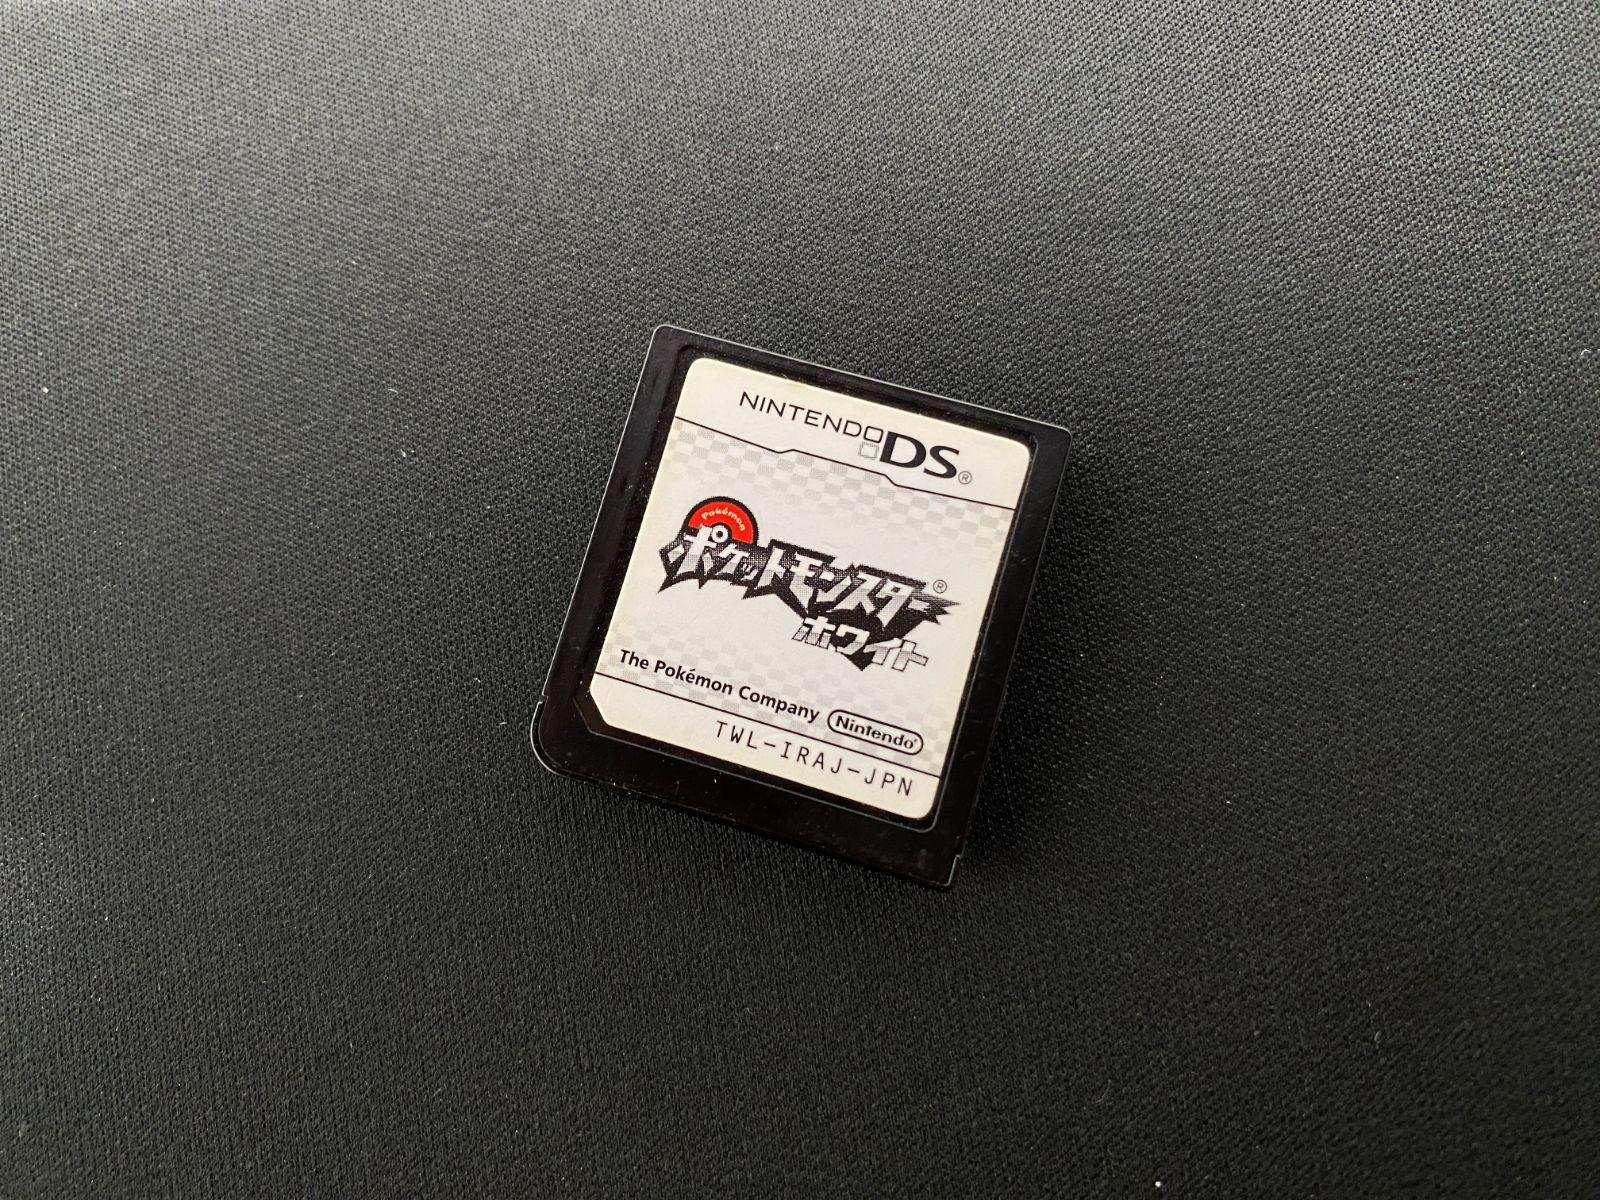 NINTENDO DS®
Pokémon
ポケットモンスター®
ホワイト
The Pokémon Company Nintendo®
TWL-IRAJ-JPN